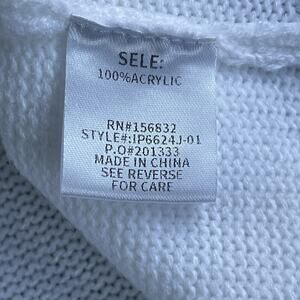 SELE:
100%ACRYLIC
RN#156832
STYLE#:IP6624J-01
P.O#201333
MADE IN CHINA
SEE REVERSE
FOR CARE